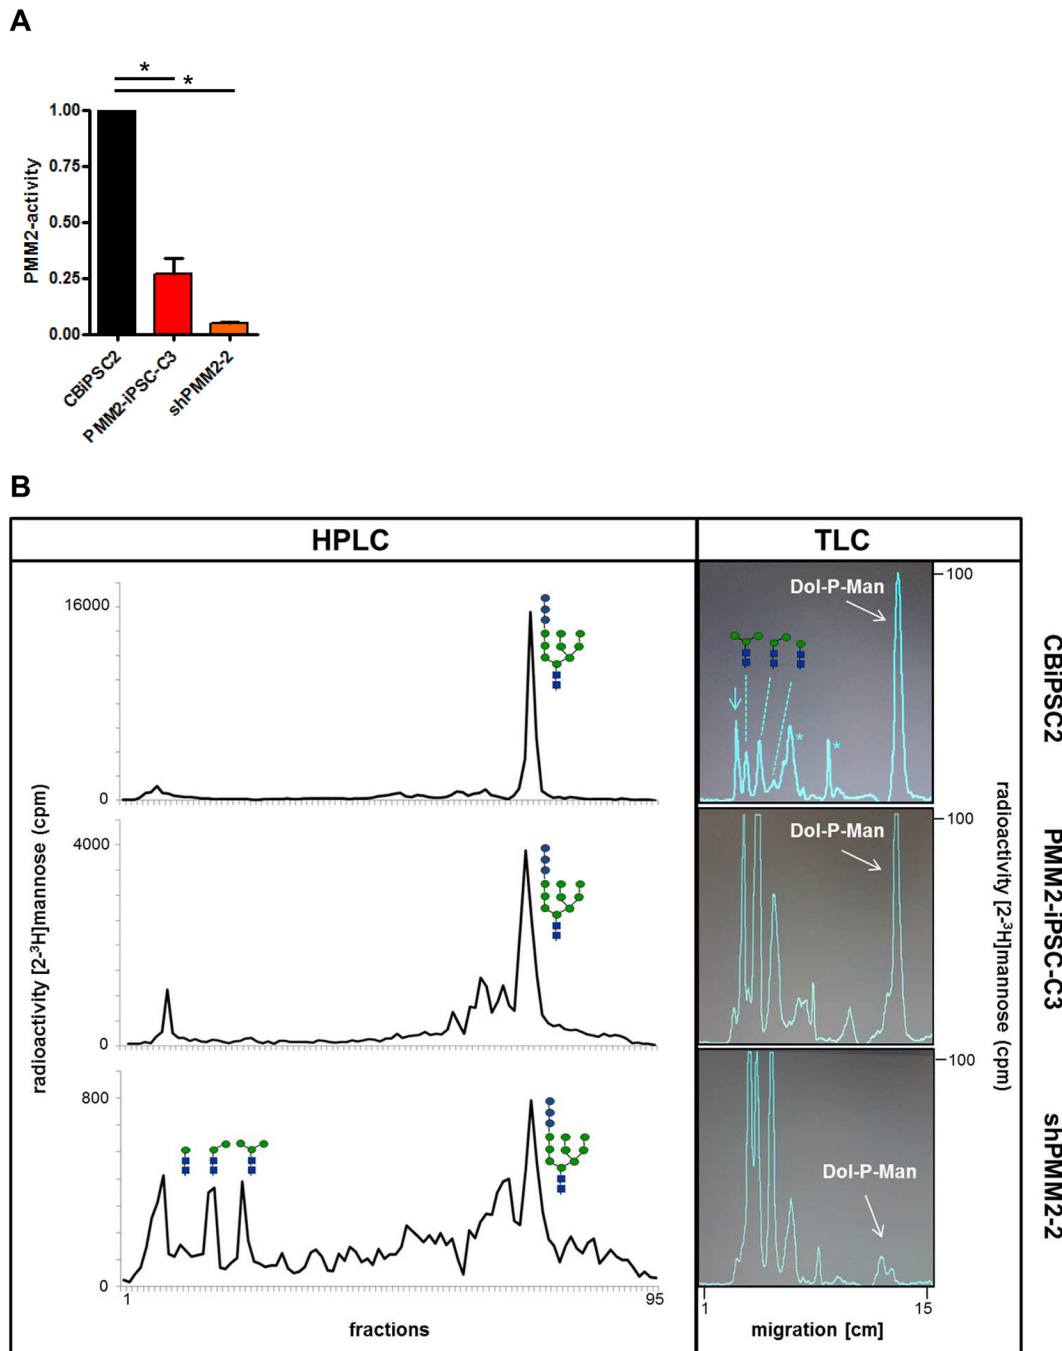 A
*
*
1.00
0.75
0.50
0.25
0.00
PMM2-activity
CBiPSC2
PMM2-iPSC-C3
shPMM2-2
B
HPLC
TLC
16000
0
4000
0
800
0
1
95
radioactivity [2-³H]mannose (cpm)
fractions
Dol-P-Man
*
*
100
Dol-P-Man
100
Dol-P-Man
100
1
15
migration [cm]
radioactivity [2-³H]mannose (cpm)
CBiPSC2
PMM2-iPSC-C3
shPMM2-2